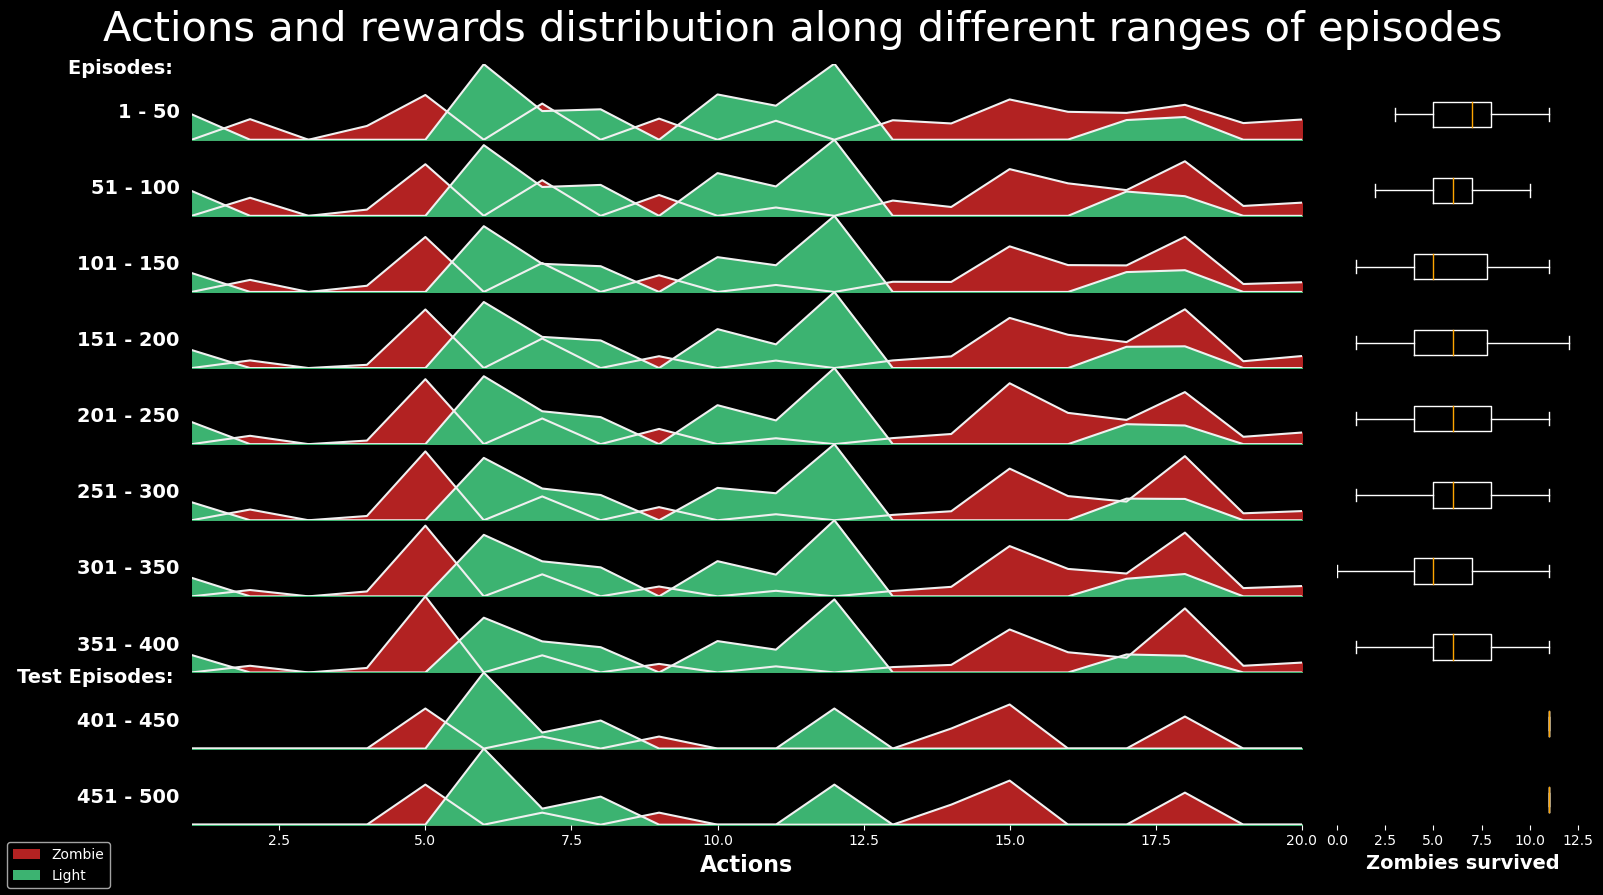 Actions and rewards distribution along different ranges of episodes
Episodes:
1 - 50
51 - 100
101 - 150
151 - 200
201 - 250
251 - 300
301 - 350
351 - 400
Test Episodes:
401 - 450
451 - 500
2.5 5.0 7.5 10.0 12.5 15.0 17.5 20.0 0.0 2.5 5.0 7.5 10.0 12.5
Actions Zombies survived
Zombie
Light